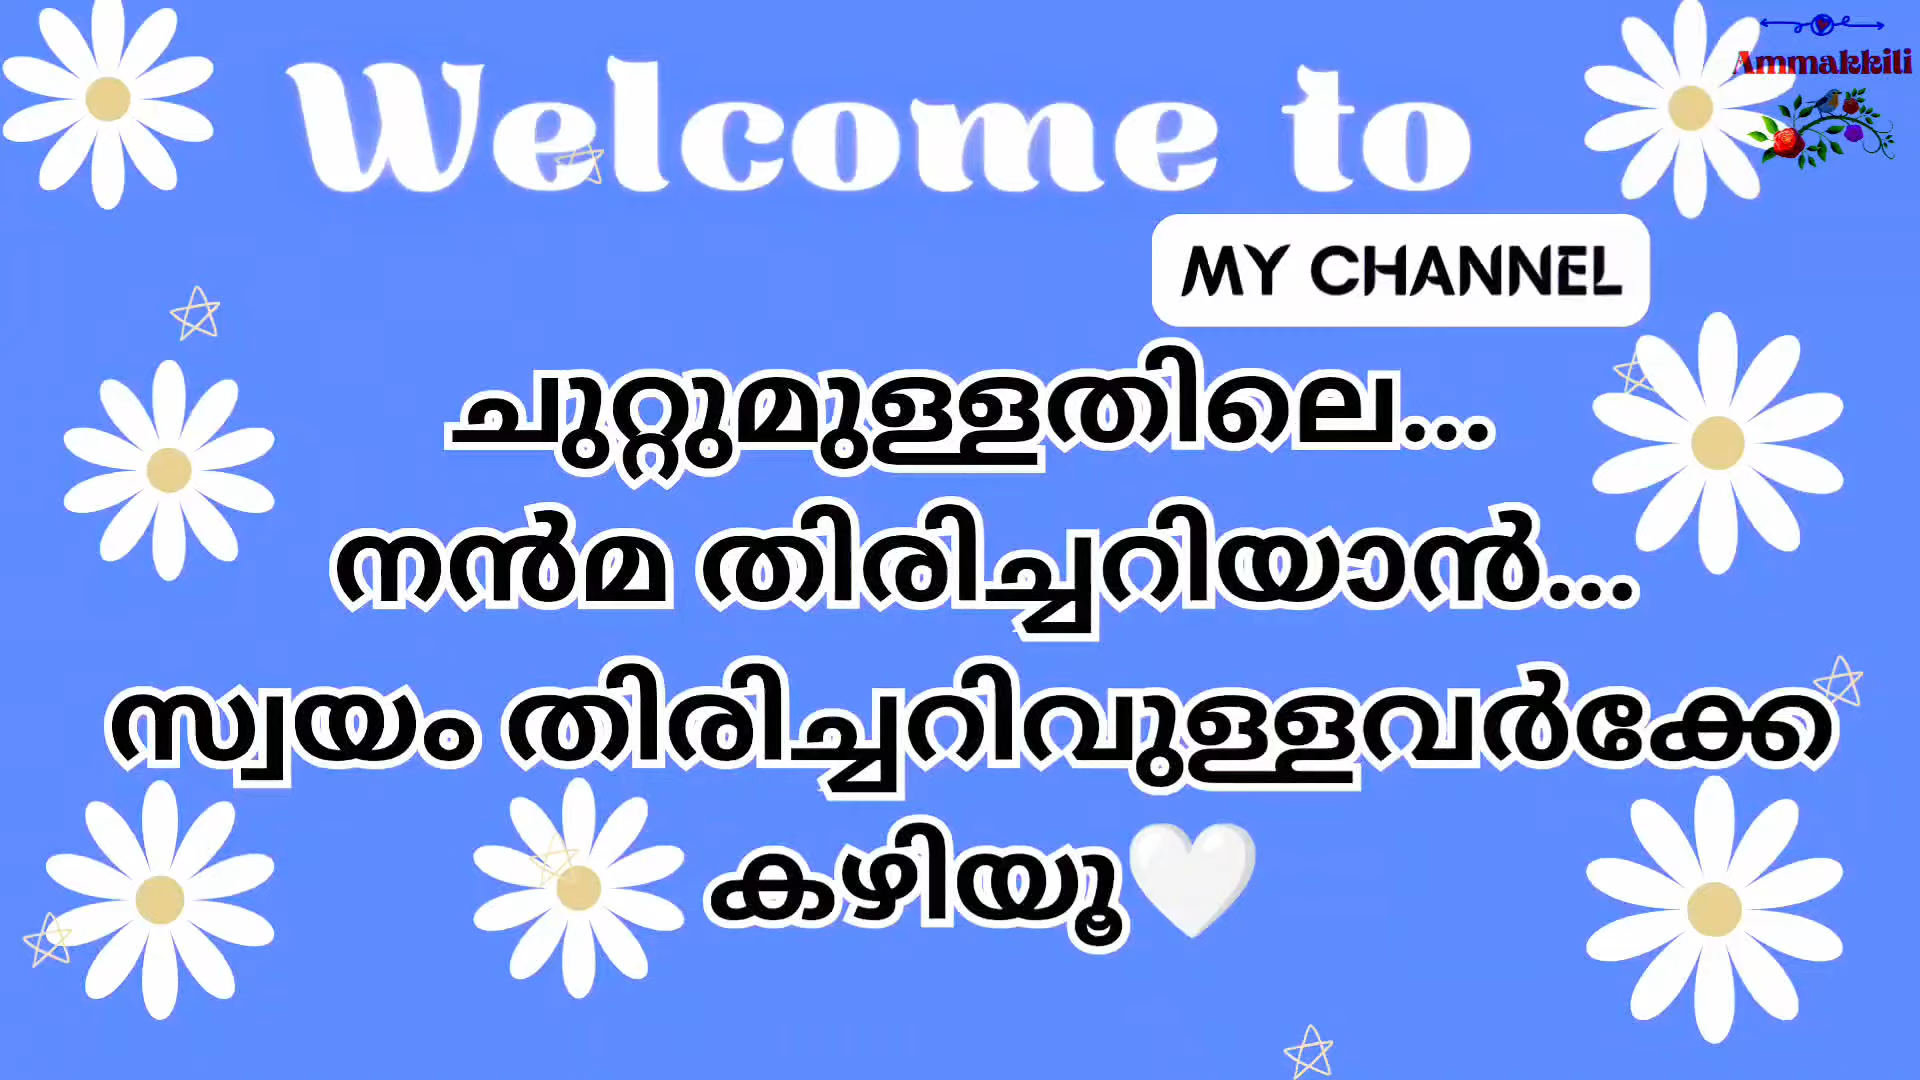 Welcome to
Ammakkili
MY CHANNEL
ചുറ്റുമുള്ളതിലെ...
നൻമ തിരിച്ചറിയാൻ...
സ്വയം തിരിച്ചറിവുള്ളവർക്കേ
കഴിയൂ🤍